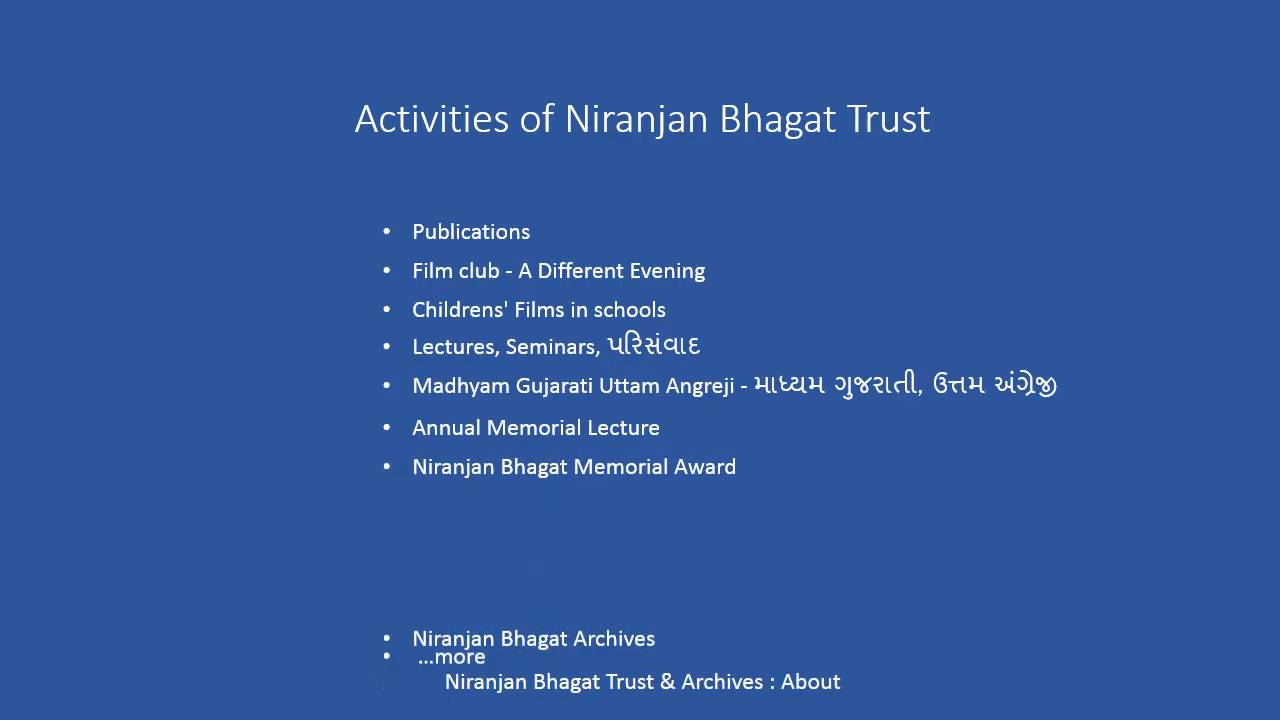 Activities of Niranjan Bhagat Trust
• Publications
• Film club - A Different Evening
• Childrens' Films in schools
• Lectures, Seminars, પરિસંવાદ
• Madhyam Gujarati Uttam Angreji - માધ્યમ ગુજરાતી, ઉત્તમ અંગ્રેજી
• Annual Memorial Lecture
• Niranjan Bhagat Memorial Award
• Niranjan Bhagat Archives
• ...more
Niranjan Bhagat Trust & Archives : About